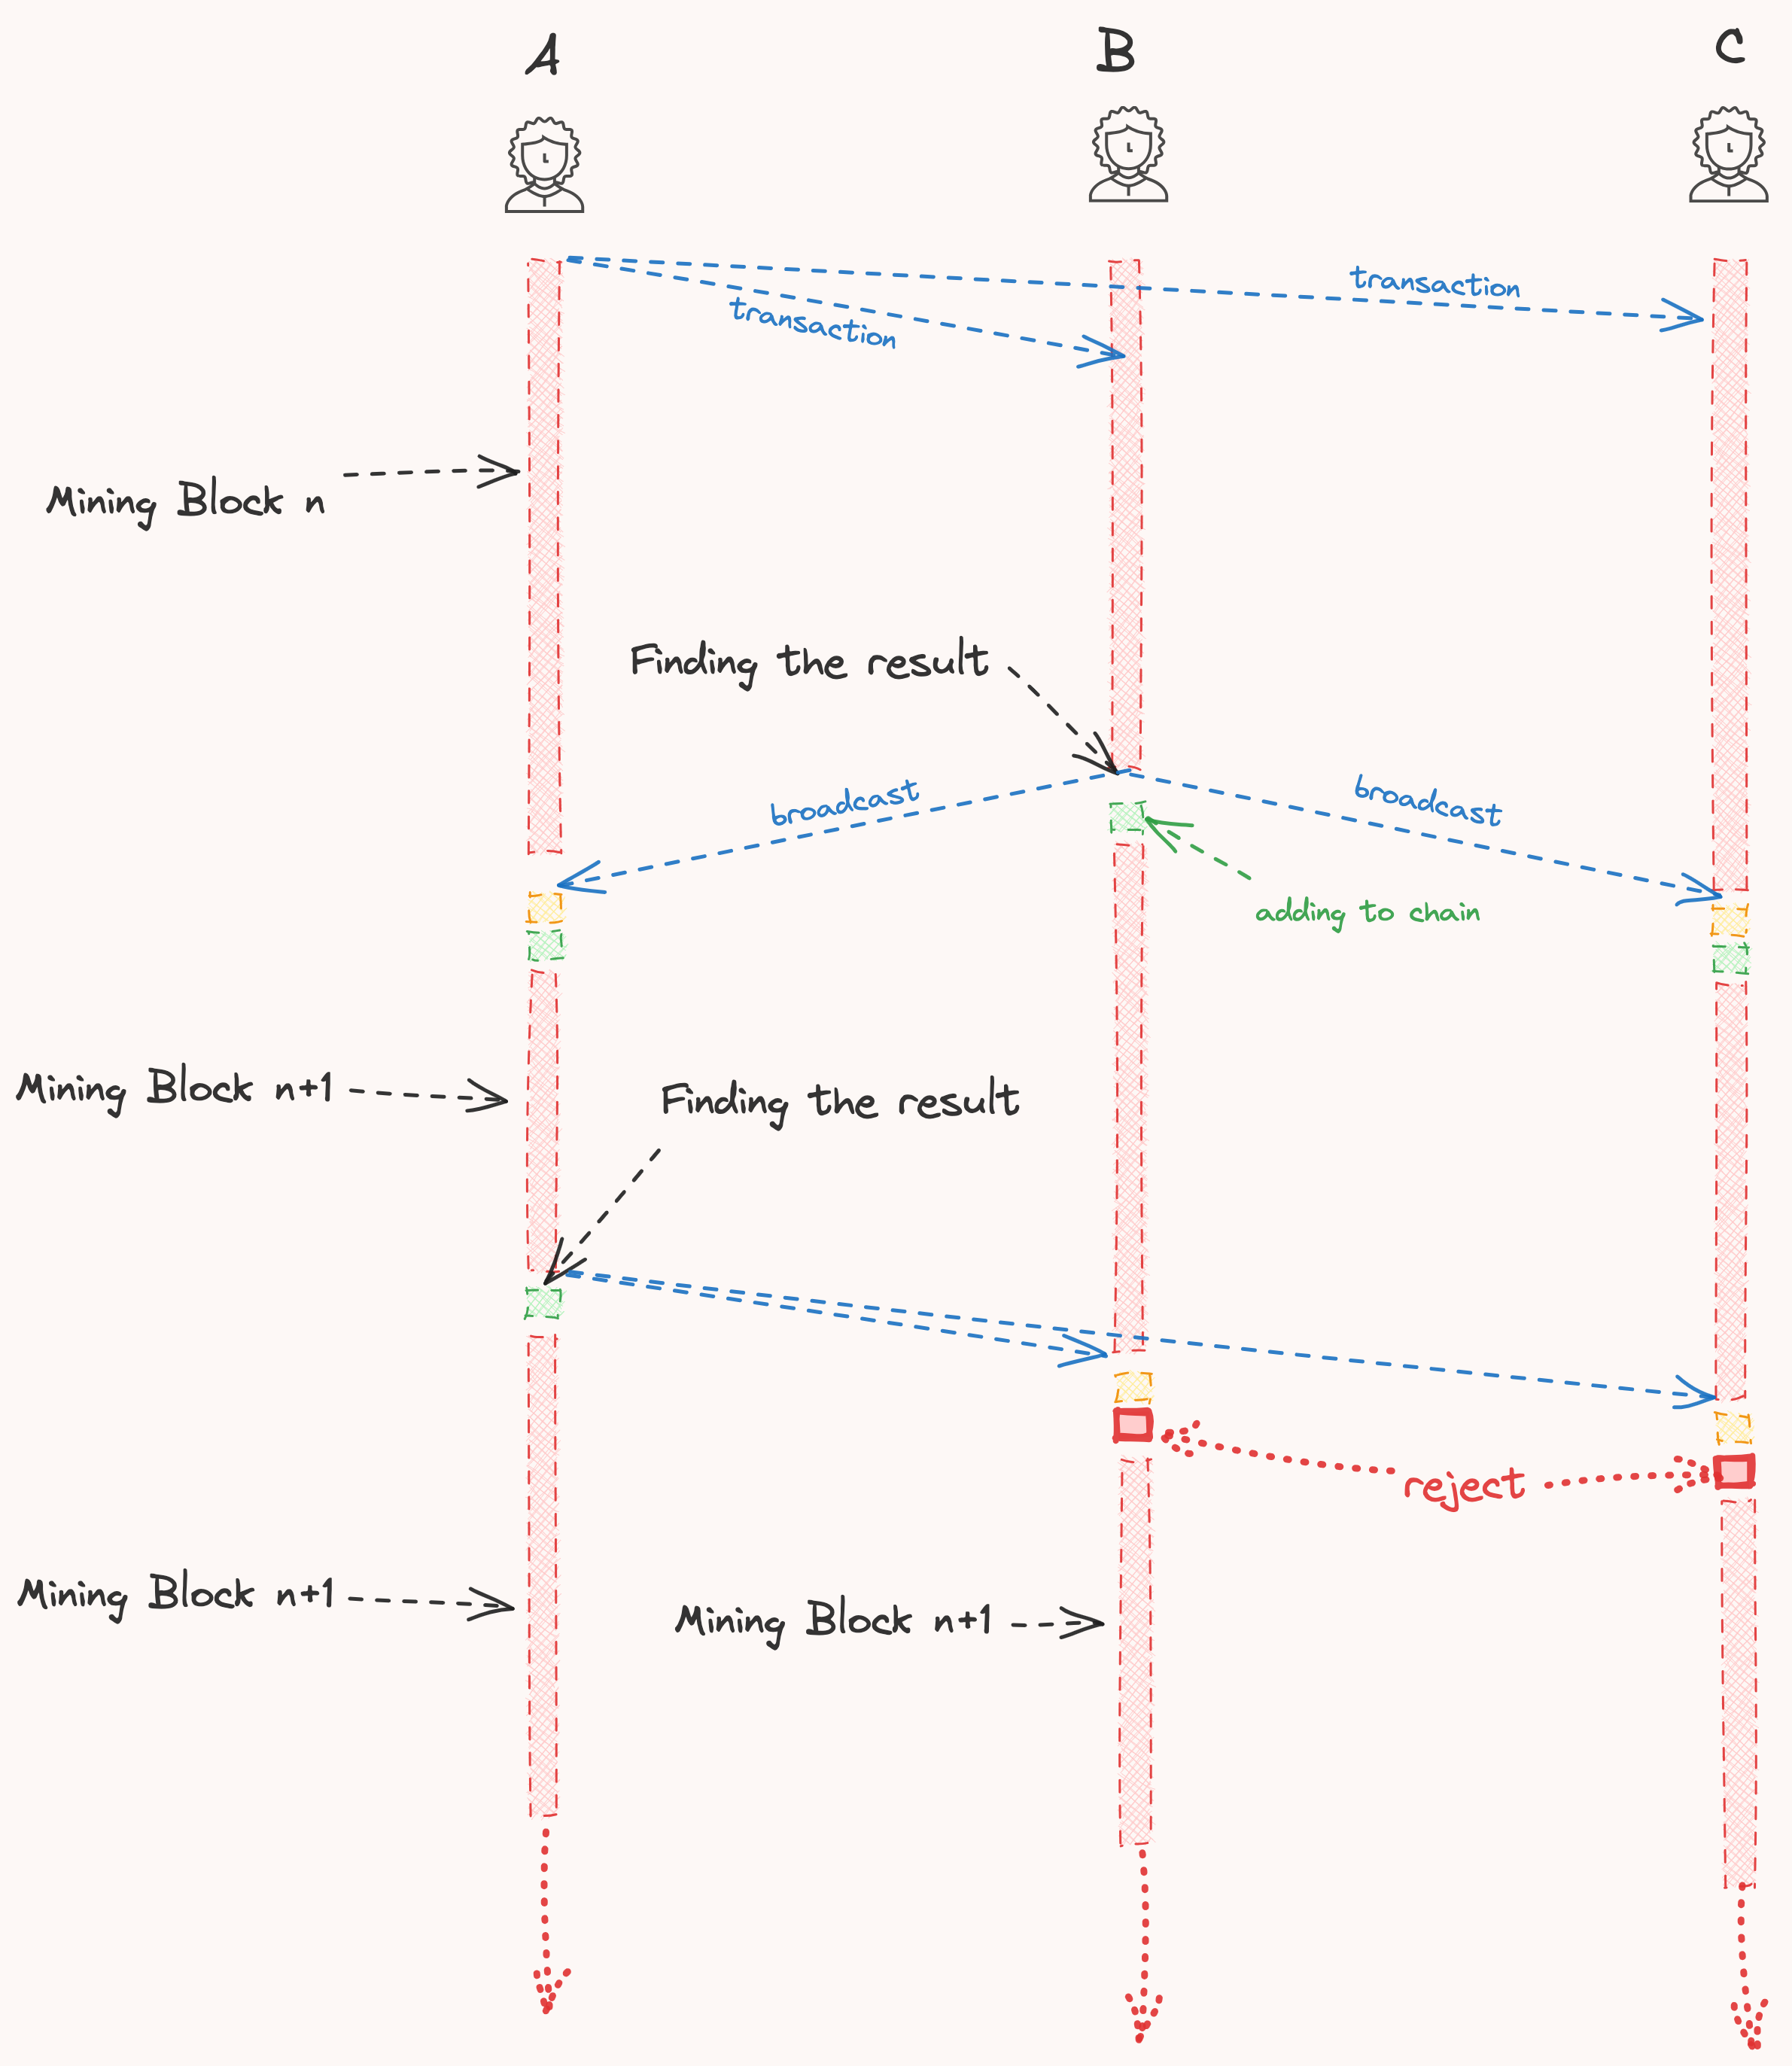 A
B
C
transaction
transaction
Mining Block n
Finding the result
broadcast
broadcast
adding to chain
Mining Block n+1
Finding the result
reject
Mining Block n+1
Mining Block n+1